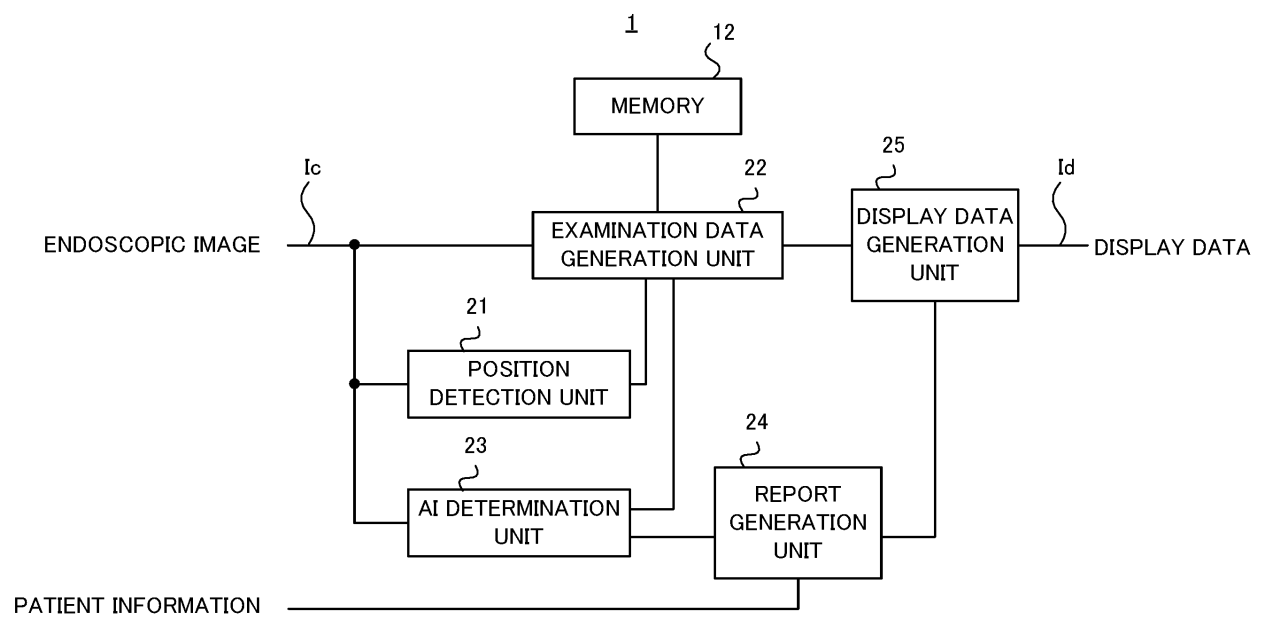 1
12
MEMORY
Ic
22
25
Id
ENDOSCOPIC IMAGE
EXAMINATION DATA
GENERATION UNIT
DISPLAY DATA
GENERATION
UNIT
DISPLAY DATA
21
POSITION
DETECTION UNIT
23
AI DETERMINATION
UNIT
24
REPORT
GENERATION
UNIT
PATIENT INFORMATION